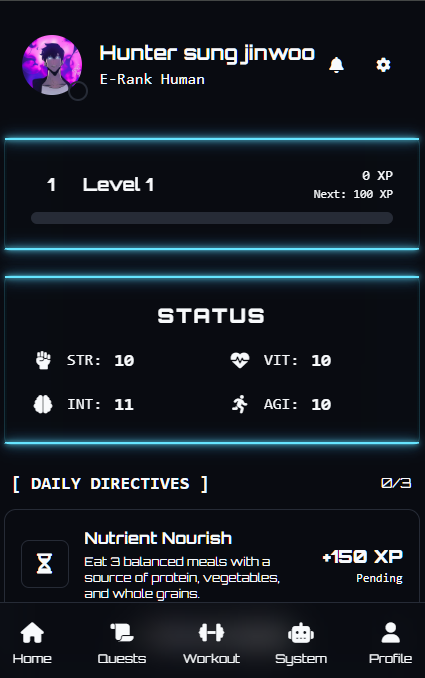 Hunter sung jinwoo
E-Rank Human
1 Level 1
0 XP
Next: 100 XP
STATUS
STR: 10
VIT: 10
INT: 11
AGI: 10
[ DAILY DIRECTIVES ]
0/3
Nutrient Nourish
Eat 3 balanced meals with a
source of protein, vegetables,
and whole grains.
+150 XP
Pending
Home
Quests
Workout
System
Profile